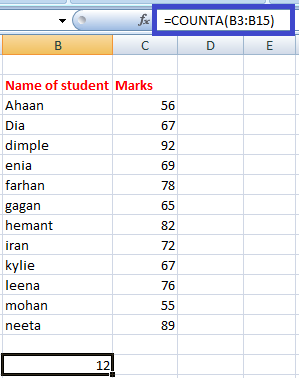 fx =COUNTA(B3:B15)
B C D E
Name of student Marks
Ahaan 56
Dia 67
dimple 92
enia 69
farhan 78
gagan 65
hemant 82
iran 72
kylie 67
leena 76
mohan 55
neeta 89
12